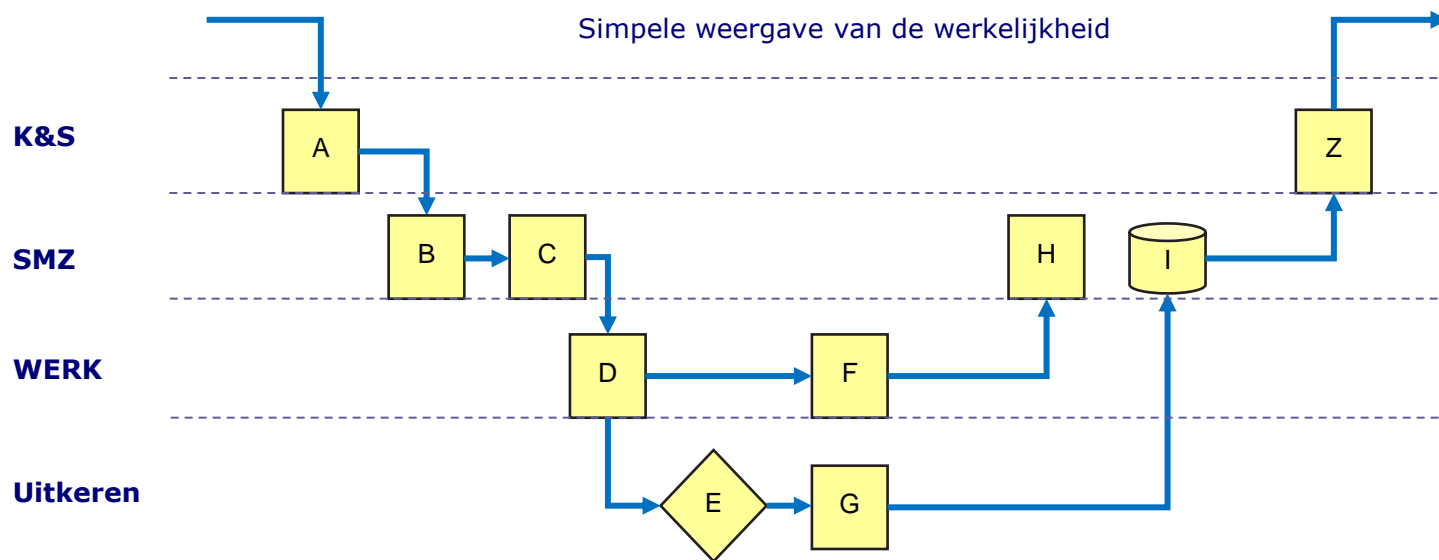 Simpele weergave van de werkelijkheid
K&S
A
Z
SMZ
B
C
H
I
WERK
D
F
Uitkeren
E
G